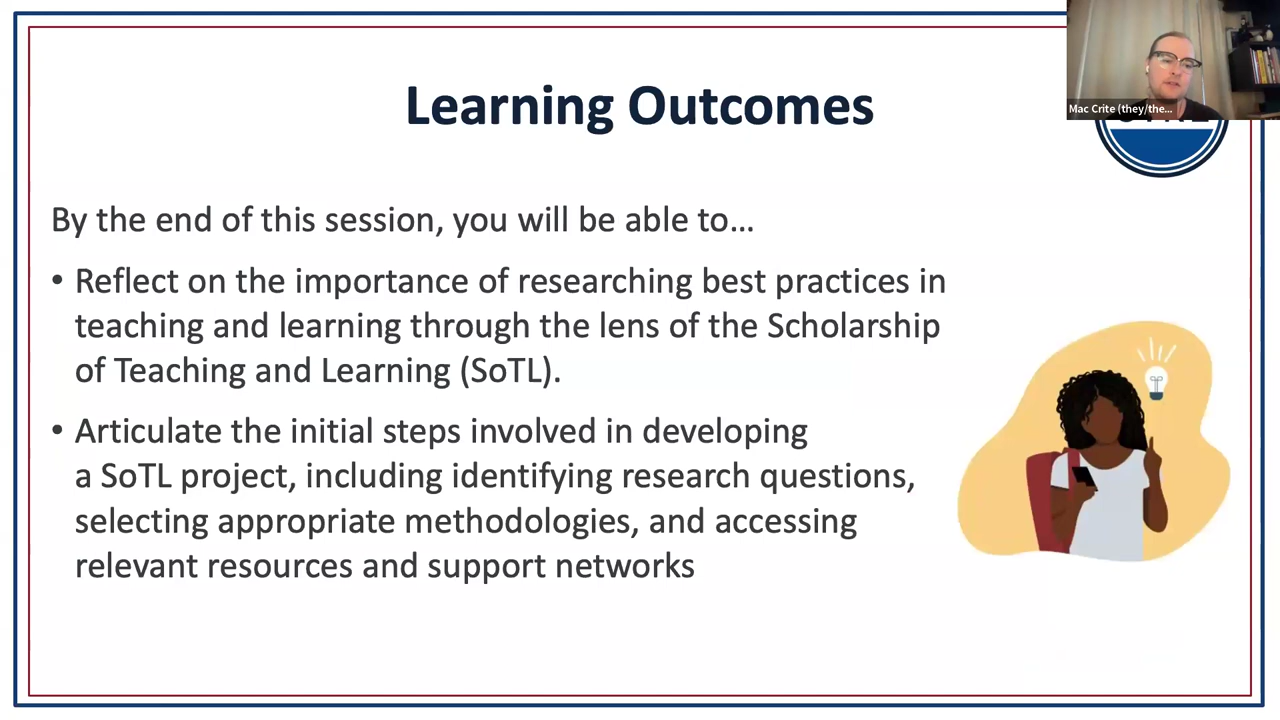 Learning Outcomes
Mac Crite (they/the...
By the end of this session, you will be able to...
• Reflect on the importance of researching best practices in
teaching and learning through the lens of the Scholarship
of Teaching and Learning (SoTL).
• Articulate the initial steps involved in developing
a SoTL project, including identifying research questions,
selecting appropriate methodologies, and accessing
relevant resources and support networks